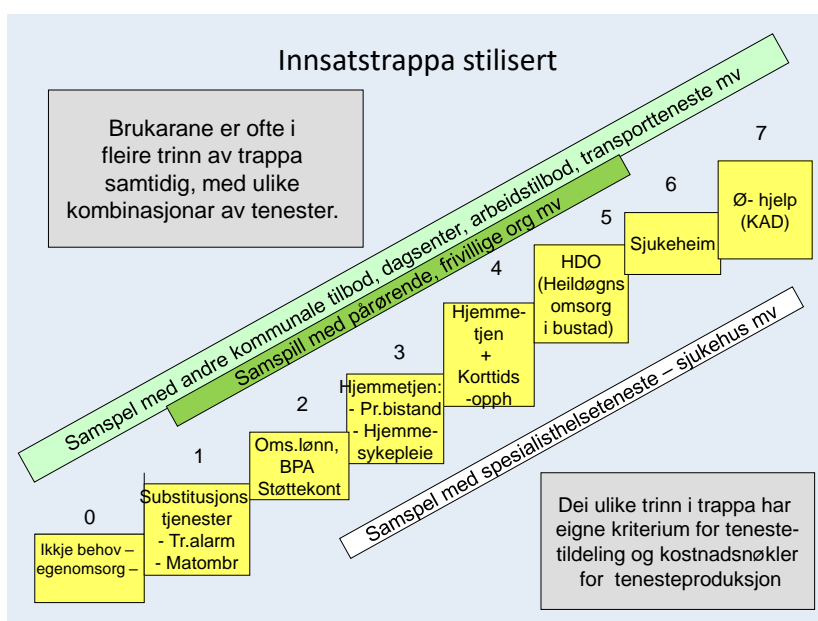 Innsatstrappa stilisert
Brukarane er ofte i
fleire trinn av trappa
samtidig, med ulike
kombinasjonar av tenester.
Samspel med andre kommunale tilbod, dagsenter, arbeidstilbod, transportteneste mv
Samspill med pårørende, frivillige org mv
0
Ikkje behov –
egenomsorg –
1
Substitusjons
tjenester
- Tr.alarm
- Matombr
2
Oms.lønn,
BPA
Støttekont
3
Hjemmetjen:
- Pr.bistand
- Hjemme-
sykepleie
4
Hjemme-
tjen
+
Korttids
-opph
5
HDO
(Heildøgns
omsorg
i bustad)
6
Sjukeheim
7
Ø- hjelp
(KAD)
Samspel med spesialisthelseteneste – sjukehus mv
Dei ulike trinn i trappa har
eigne kriterium for teneste-
tildeling og kostnadsnøkler
for tenesteproduksjon